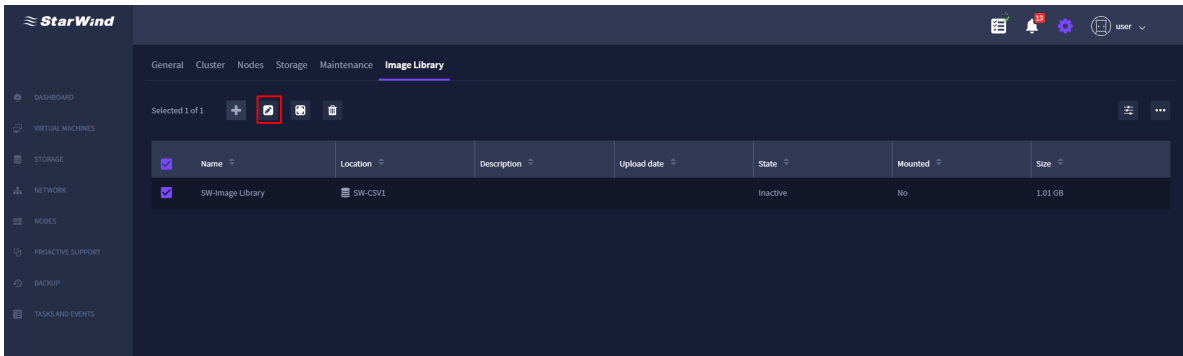 StarWind
13
user
General Cluster Nodes Storage Maintenance Image Library
DASHBOARD
Selected 1 of 1
VIRTUAL MACHINES
STORAGE
Name Location Description Upload date State Mounted Size
NETWORK
SW-Image Library SW-CSV1 Inactive No 1.01 GB
NODES
PROACTIVE SUPPORT
BACKUP
TASKS AND EVENTS